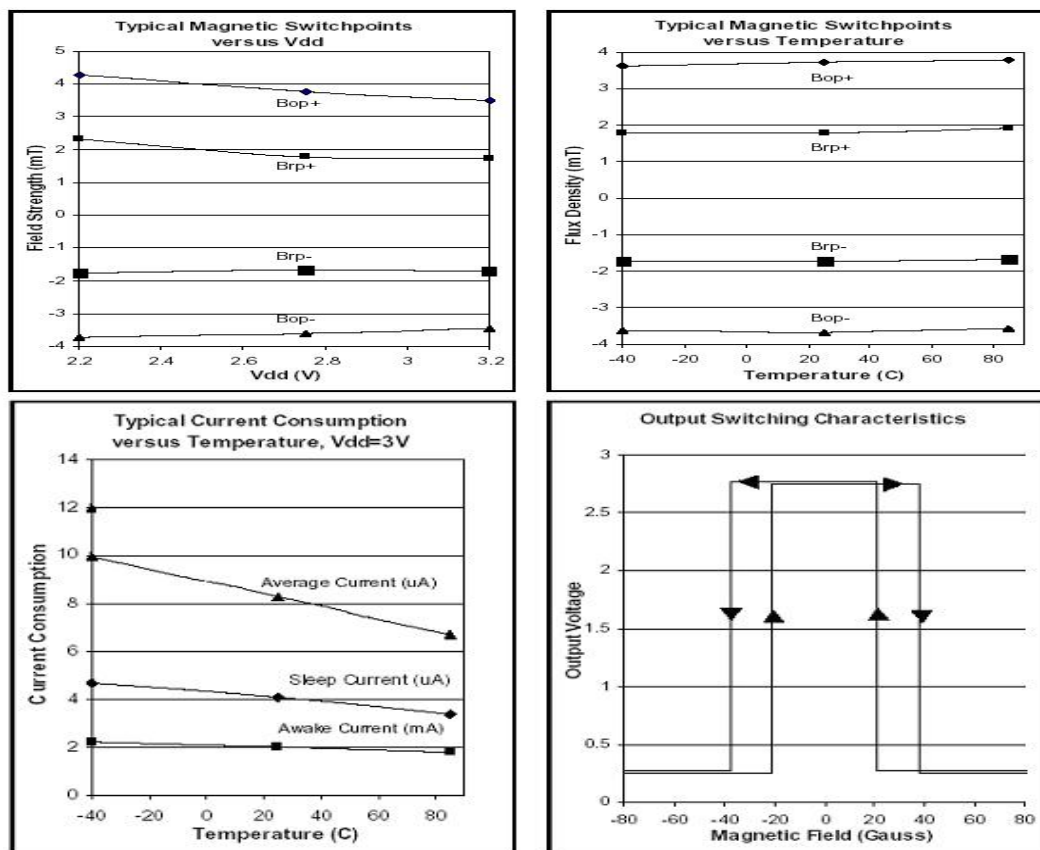 Typical Magnetic Switchpoints
versus Vdd
5
4
3
2
1
0
-1
-2
-3
-4
Field Strength (mT)
Bop+
Brp+
Brp-
Bop-
2.2
2.4
2.6
2.8
3
3.2
Vdd (V)
Typical Magnetic Switchpoints
versus Temperature
4
3
2
1
0
-1
-2
-3
-4
Flux Density (mT)
Bop+
Brp+
Brp-
Bop-
-40
-20
0
20
40
60
80
Temperature (C)
Typical Current Consumption
versus Temperature, Vdd=3V
14
12
10
8
6
4
2
0
Current Consumption
Average Current (uA)
Sleep Current (uA)
Awake Current (mA)
-40
-20
0
20
40
60
80
Temperature (C)
Output Switching Characteristics
3
2.5
2
1.5
1
0.5
0
Output Voltage
-80
-60
-40
-20
0
20
40
60
80
Magnetic Field (Gauss)